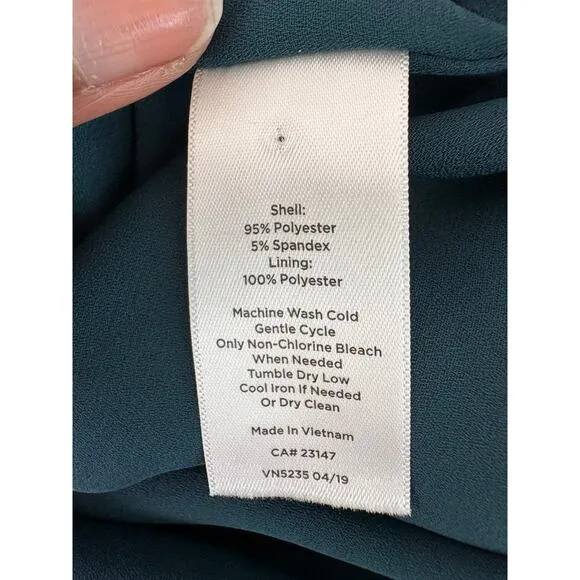 Shell:
95% Polyester
5% Spandex
Lining:
100% Polyester
Machine Wash Cold
Gentle Cycle
Only Non-Chlorine Bleach
When Needed
Tumble Dry Low
Cool Iron If Needed
Or Dry Clean
Made in Vietnam
CA# 23147
VN5235 04/19